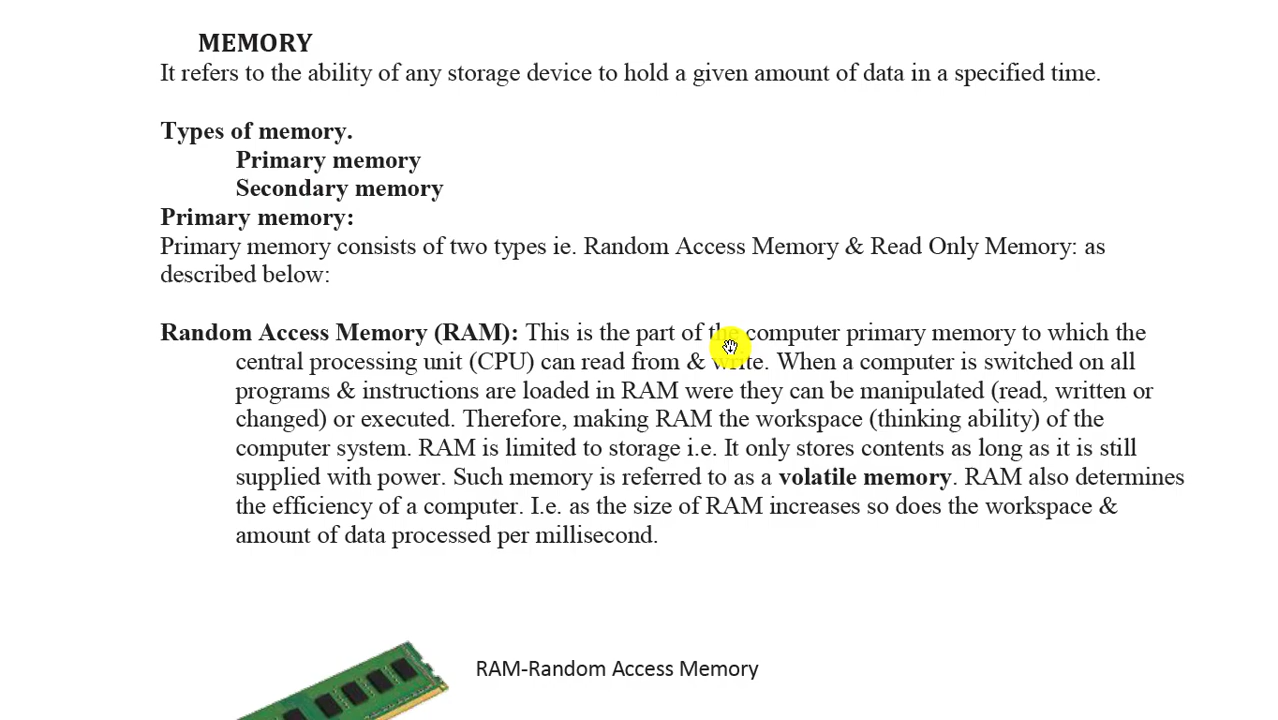 MEMORY
It refers to the ability of any storage device to hold a given amount of data in a specified time.
Types of memory.
Primary memory
Secondary memory
Primary memory:
Primary memory consists of two types ie. Random Access Memory & Read Only Memory: as
described below:
Random Access Memory (RAM): This is the part of the computer primary memory to which the
central processing unit (CPU) can read from & write. When a computer is switched on all
programs & instructions are loaded in RAM were they can be manipulated (read, written or
changed) or executed. Therefore, making RAM the workspace (thinking ability) of the
computer system. RAM is limited to storage i.e. It only stores contents as long as it is still
supplied with power. Such memory is referred to as a volatile memory. RAM also determines
the efficiency of a computer. I.e. as the size of RAM increases so does the workspace &
amount of data processed per millisecond.
RAM-Random Access Memory